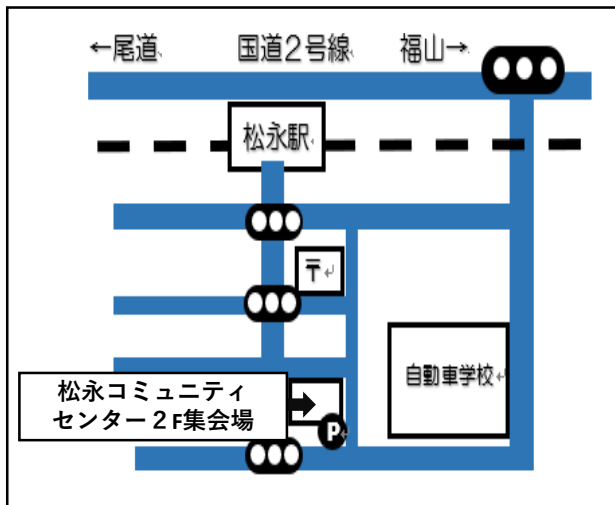 ←尾道 国道2号線 福山→
松永駅
〒
自動車学校
松永コミュニティ
センター2F集会場
P